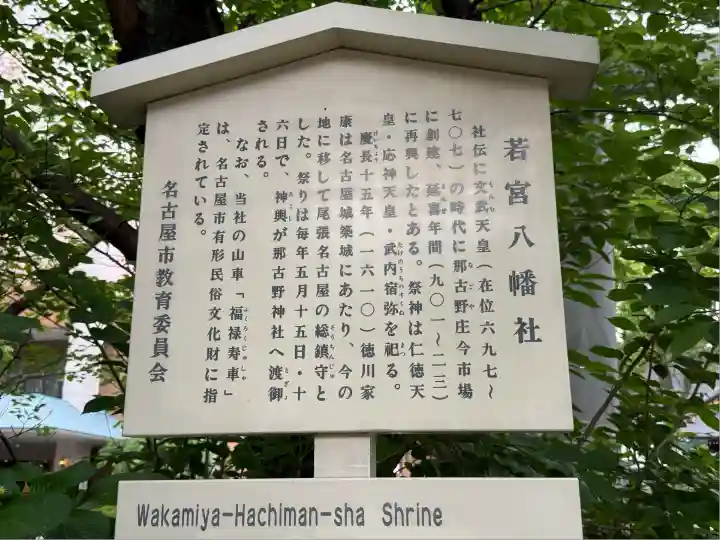 若宮八幡社
社伝に文武天皇(在位六九七～
七〇七)の時代に那古野庄今市場
に創建、延喜年間(九〇一～二三)
に再興したとある。祭神は仁徳天
皇・応神天皇・武内宿弥を祀る。
慶長十五年(一六一〇)徳川家
康は名古屋城築城にあたり、今の
地に移して尾張名古屋の総鎮守と
した。祭りは毎年五月十五日・十
六日で、神輿が那古野神社へ渡御
される。
なお、当社の山車「福禄寿車」
は、名古屋市有形民俗文化財に指
定されている。
名古屋市教育委員会
Wakamiya-Hachiman-sha Shrine